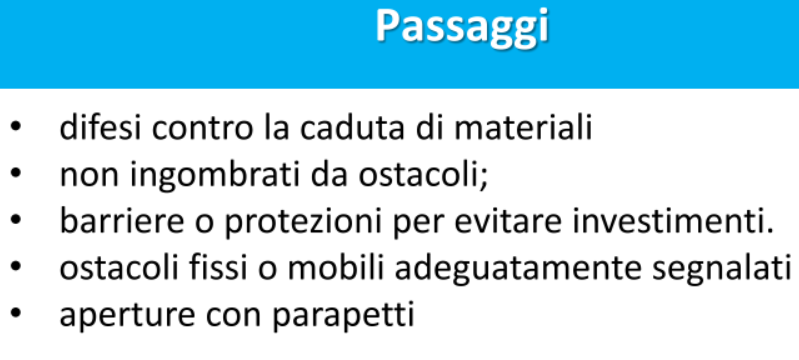 Passaggi
• difesi contro la caduta di materiali
• non ingombrati da ostacoli;
• barriere o protezioni per evitare investimenti.
• ostacoli fissi o mobili adeguatamente segnalati
• aperture con parapetti